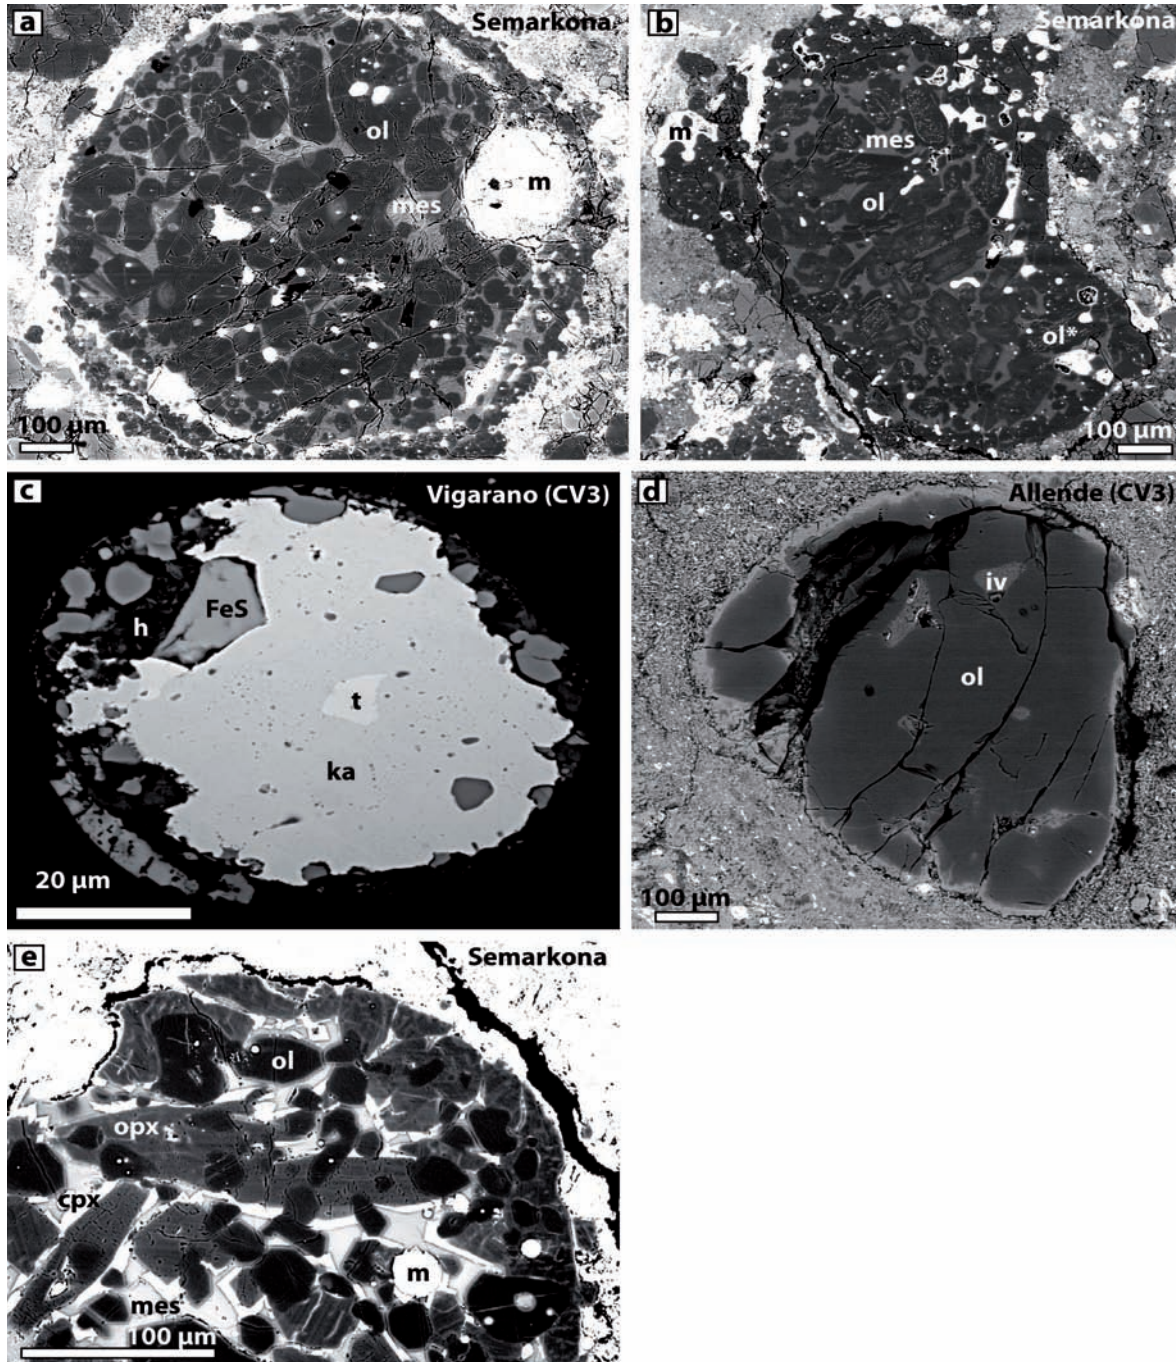 a Semarkona
ol
m
mes
100 μm
b Semarkona
m
mes
ol
ol*
100 μm
c Vigarano (CV3)
FeS
h
t
ka
20 μm
d Allende (CV3)
iv
ol
100 μm
e Semarkona
ol
opx
cpx
m
mes
100 μm